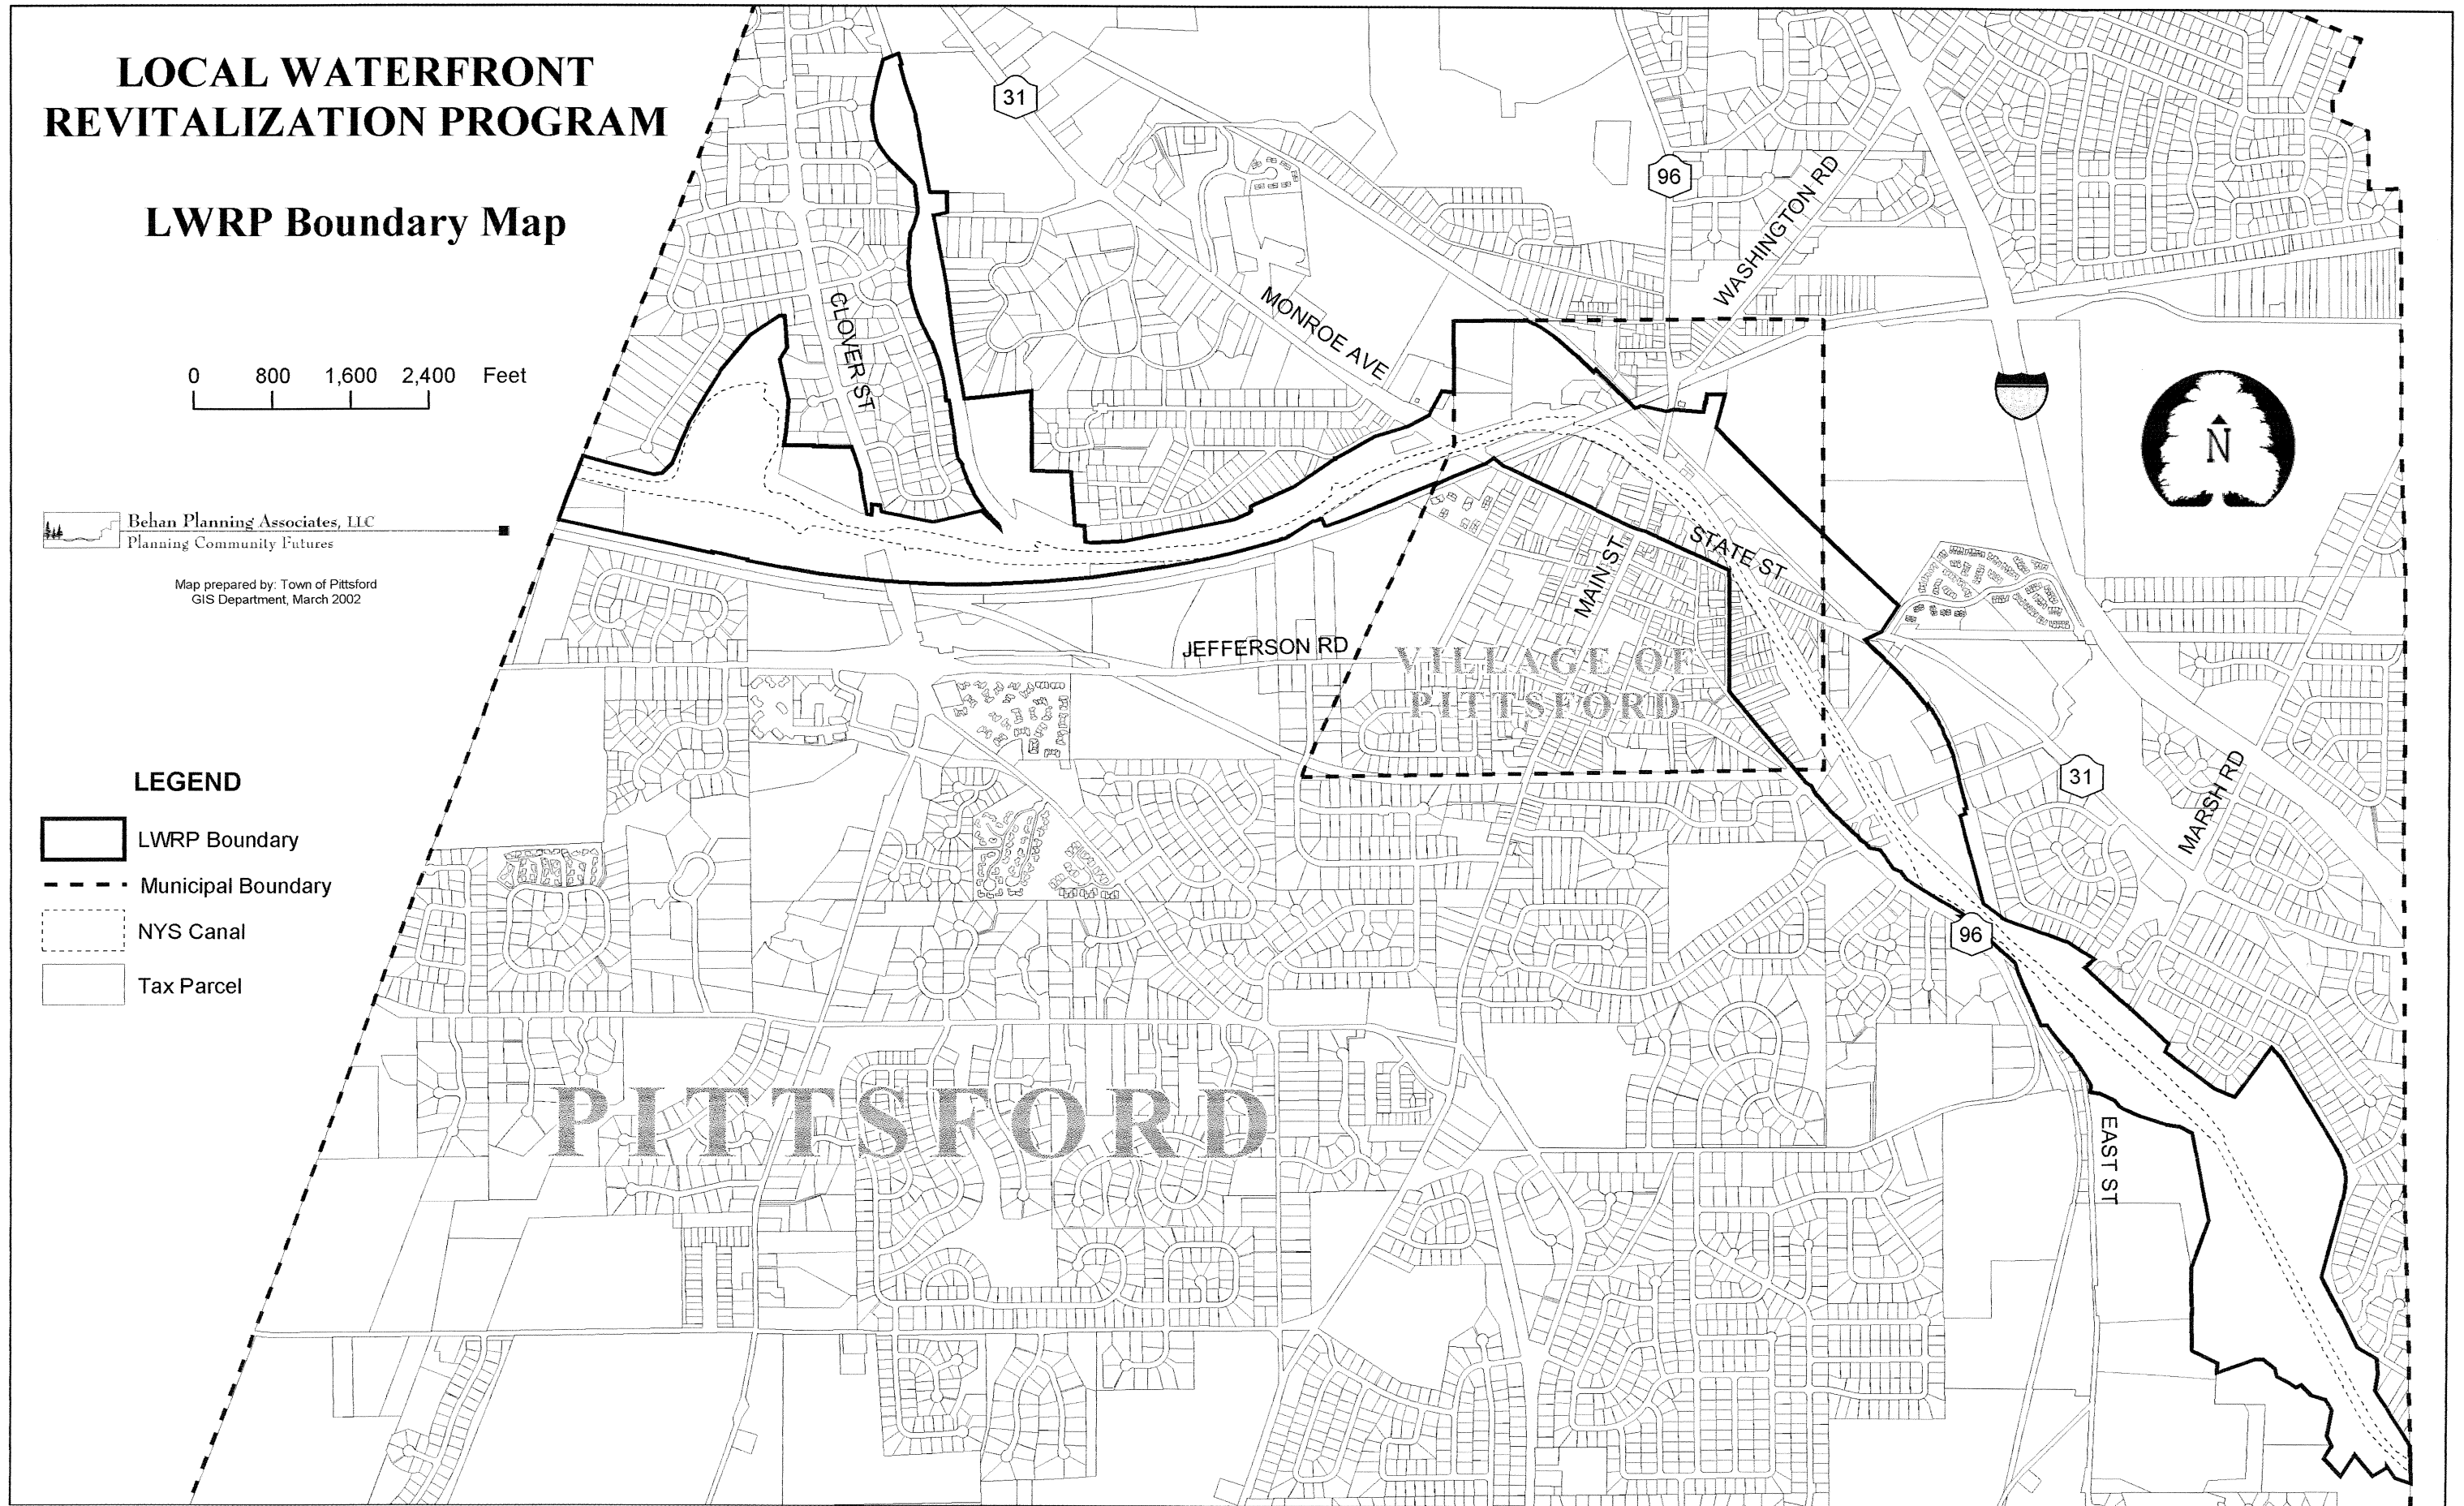 LOCAL WATERFRONT
REVITALIZATION PROGRAM
LWRP Boundary Map
0 800 1,600 2,400 Feet
Behan Planning Associates, LLC
Planning Community Futures
Map prepared by: Town of Pittsford
GIS Department, March 2002
LEGEND
LWRP Boundary
Municipal Boundary
NYS Canal
Tax Parcel
31
96
WASHINGTON RD
CLOVER ST
MONROE AVE
N
STATE ST
MAIN ST
JEFFERSON RD
VILLAGE OF
PITTSFORD
31
MARSH RD
96
PITTSFORD
EAST ST